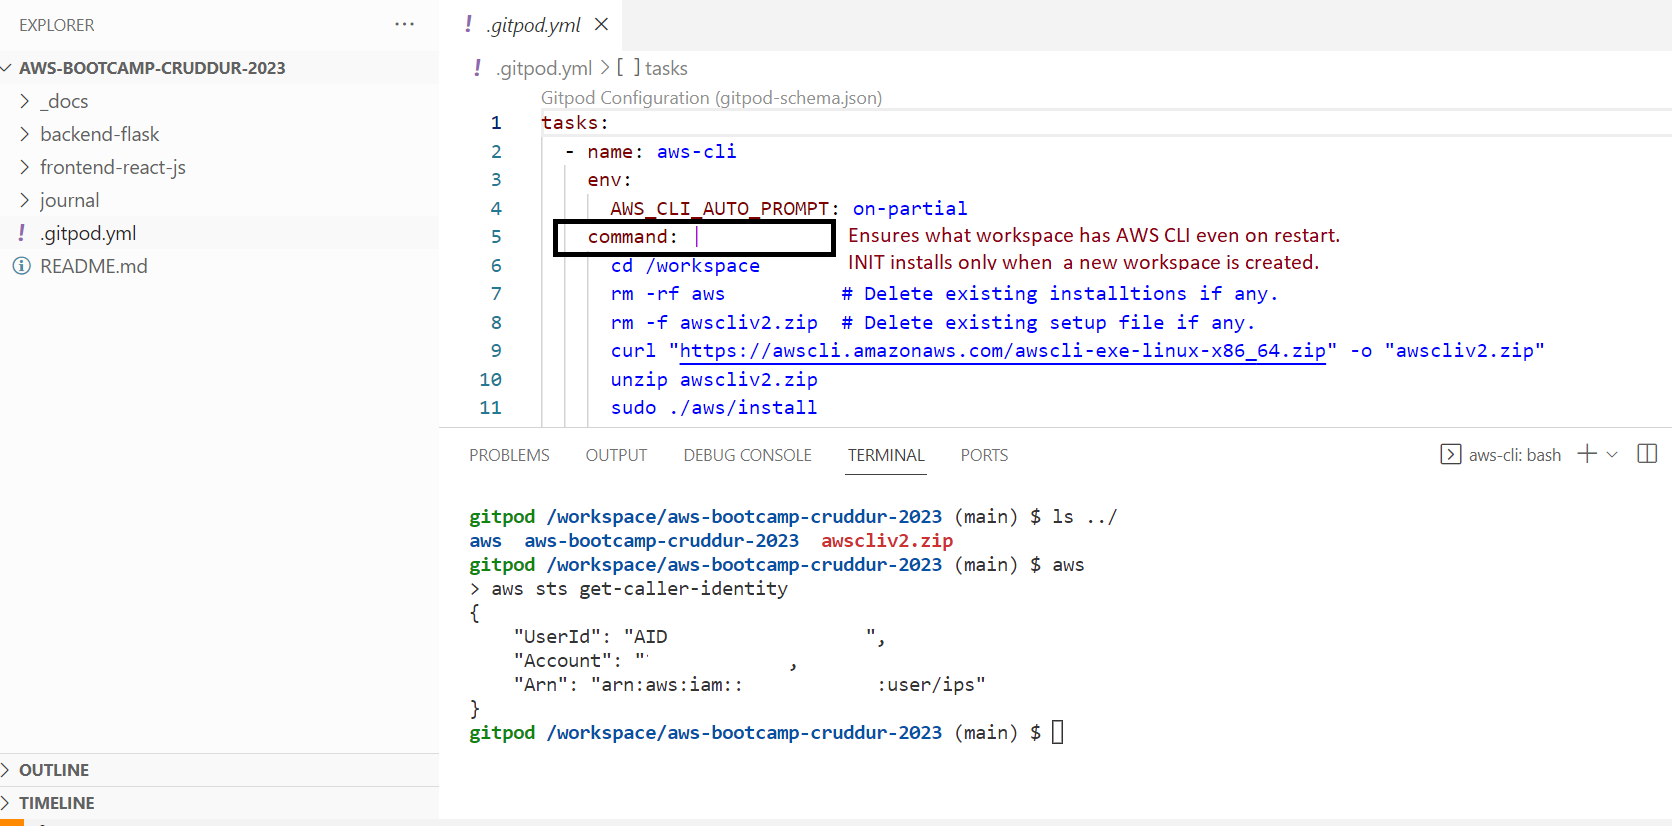 EXPLORER ...
AWS-BOOTCAMP-CRUDDUR-2023
_docs
backend-flask
frontend-react-js
journal
! .gitpod.yml
README.md
OUTLINE
TIMELINE
! .gitpod.yml
! .gitpod.yml > [ ] tasks
Gitpod Configuration (gitpod-schema.json)
1 tasks:
2 - name: aws-cli
3 env:
4 AWS_CLI_AUTO_PROMPT: on-partial
5 command: |
Ensures what workspace has AWS CLI even on restart.
INIT installs only when a new workspace is created.
6 cd /workspace
7 rm -rf aws # Delete existing installtions if any.
8 rm -f awscliv2.zip # Delete existing setup file if any.
9 curl "https://awscli.amazonaws.com/awscli-exe-linux-x86_64.zip" -o "awscliv2.zip"
10 unzip awscliv2.zip
11 sudo ./aws/install
PROBLEMS OUTPUT DEBUG CONSOLE TERMINAL PORTS
aws-cli: bash
gitpod /workspace/aws-bootcamp-cruddur-2023 (main) $ ls ../
aws aws-bootcamp-cruddur-2023 awscliv2.zip
gitpod /workspace/aws-bootcamp-cruddur-2023 (main) $ aws
> aws sts get-caller-identity
{
"UserId": "AID ",
"Account": " ,
"Arn": "arn:aws:iam:: :user/ips"
}
gitpod /workspace/aws-bootcamp-cruddur-2023 (main) $